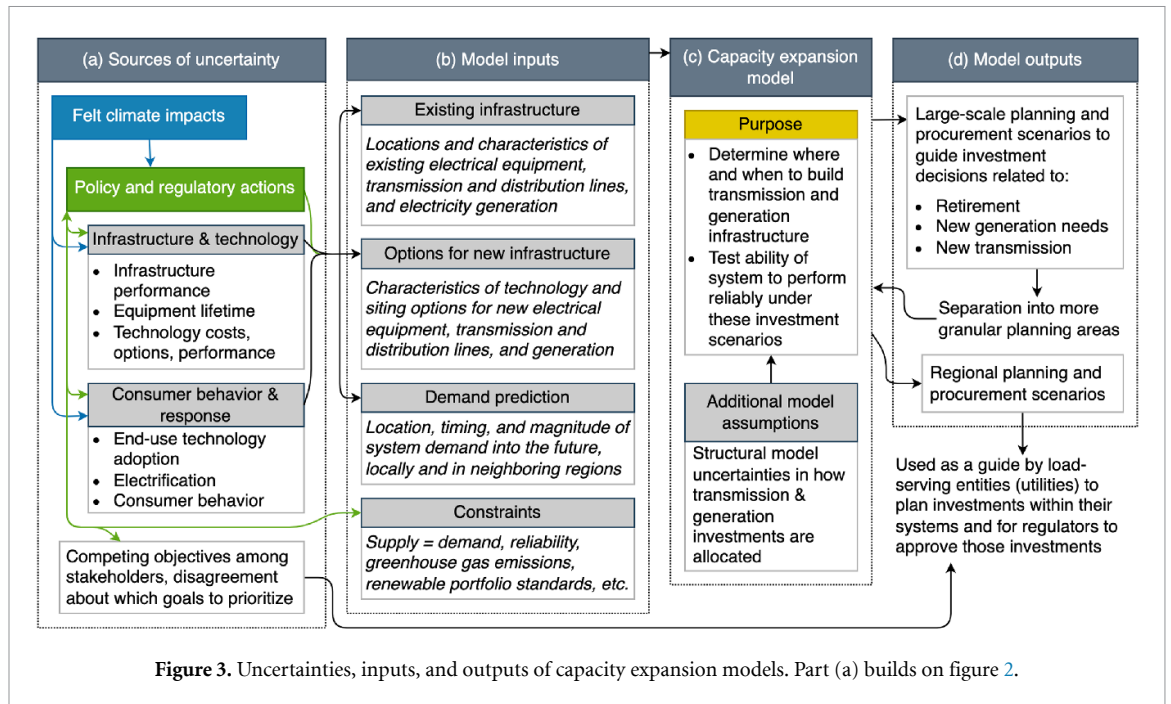 (a) Sources of uncertainty
Felt climate impacts
Policy and regulatory actions
Infrastructure & technology
• Infrastructure
performance
• Equipment lifetime
• Technology costs,
options, performance
Consumer behavior &
response
• End-use technology
adoption
• Electrification
• Consumer behavior
Competing objectives among
stakeholders, disagreement
about which goals to prioritize
(b) Model inputs
Existing infrastructure
Locations and characteristics of
existing electrical equipment,
transmission and distribution lines,
and electricity generation
Options for new infrastructure
Characteristics of technology and
siting options for new electrical
equipment, transmission and
distribution lines, and generation
Demand prediction
Location, timing, and magnitude of
system demand into the future,
locally and in neighboring regions
Constraints
Supply = demand, reliability,
greenhouse gas emissions,
renewable portfolio standards, etc.
(c) Capacity expansion
model
Purpose
• Determine where
and when to build
transmission and
generation
infrastructure
• Test ability of
system to perform
reliably under
these investment
scenarios
Additional model
assumptions
Structural model
uncertainties in how
transmission &
generation
investments are
allocated
(d) Model outputs
Large-scale planning and
procurement scenarios to
guide investment
decisions related to:
• Retirement
• New generation needs
• New transmission
Separation into more
granular planning areas
Regional planning and
procurement scenarios
Used as a guide by load-
serving entities (utilities) to
plan investments within their
systems and for regulators to
approve those investments
Figure 3. Uncertainties, inputs, and outputs of capacity expansion models. Part (a) builds on figure 2.